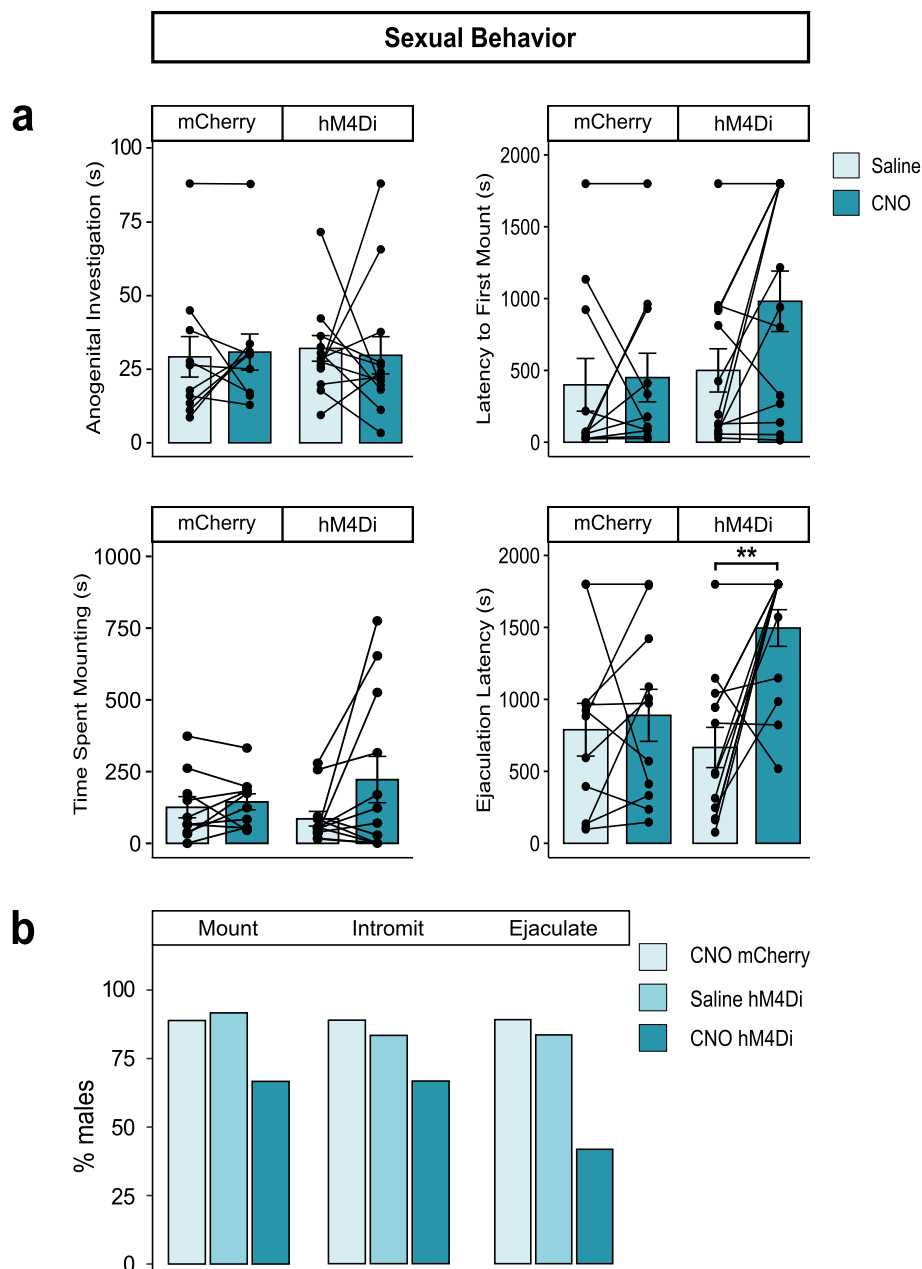 Sexual Behavior
a
mCherry hM4Di
Anogenital Investigation (s)
100
75
50
25
0
mCherry hM4Di
Latency to First Mount (s)
2000
1500
1000
500
0
Saline
CNO
mCherry hM4Di
Time Spent Mounting (s)
1000
750
500
250
0
mCherry hM4Di
Ejaculation Latency (s)
2000
1500
1000
500
0
**
b
Mount Intromit Ejaculate
% males
100
75
50
25
0
CNO mCherry
Saline hM4Di
CNO hM4Di